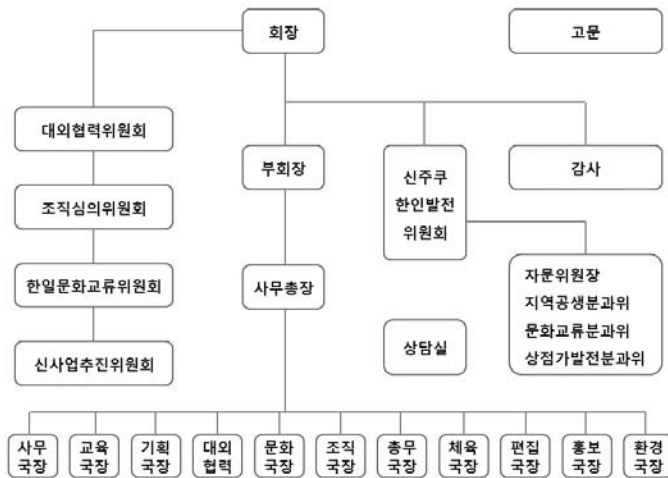 회장
고문
대외협력위원회
부회장
신주쿠
한인발전
위원회
감사
조직심의위원회
한일문화교류위원회
사무총장
자문위원장
지역공생분과위
문화교류분과위
상점가발전분과위
신사업추진위원회
상담실
사무
국장
교육
국장
기획
국장
대외
협력
문화
국장
조직
국장
총무
국장
체육
국장
편집
국장
홍보
국장
환경
국장